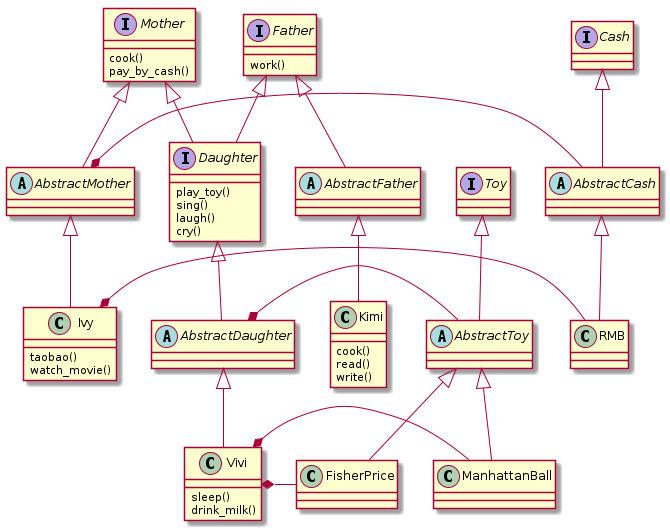 I Mother
cook()
pay_by_cash()
I Father
work()
I Cash
I Daughter
play_toy()
sing()
laugh()
cry()
A AbstractMother
A AbstractFather
I Toy
A AbstractCash
C Ivy
taobao()
watch_movie()
A AbstractDaughter
C Kimi
cook()
read()
write()
A AbstractToy
C RMB
C Vivi
sleep()
drink_milk()
C FisherPrice
C ManhattanBall